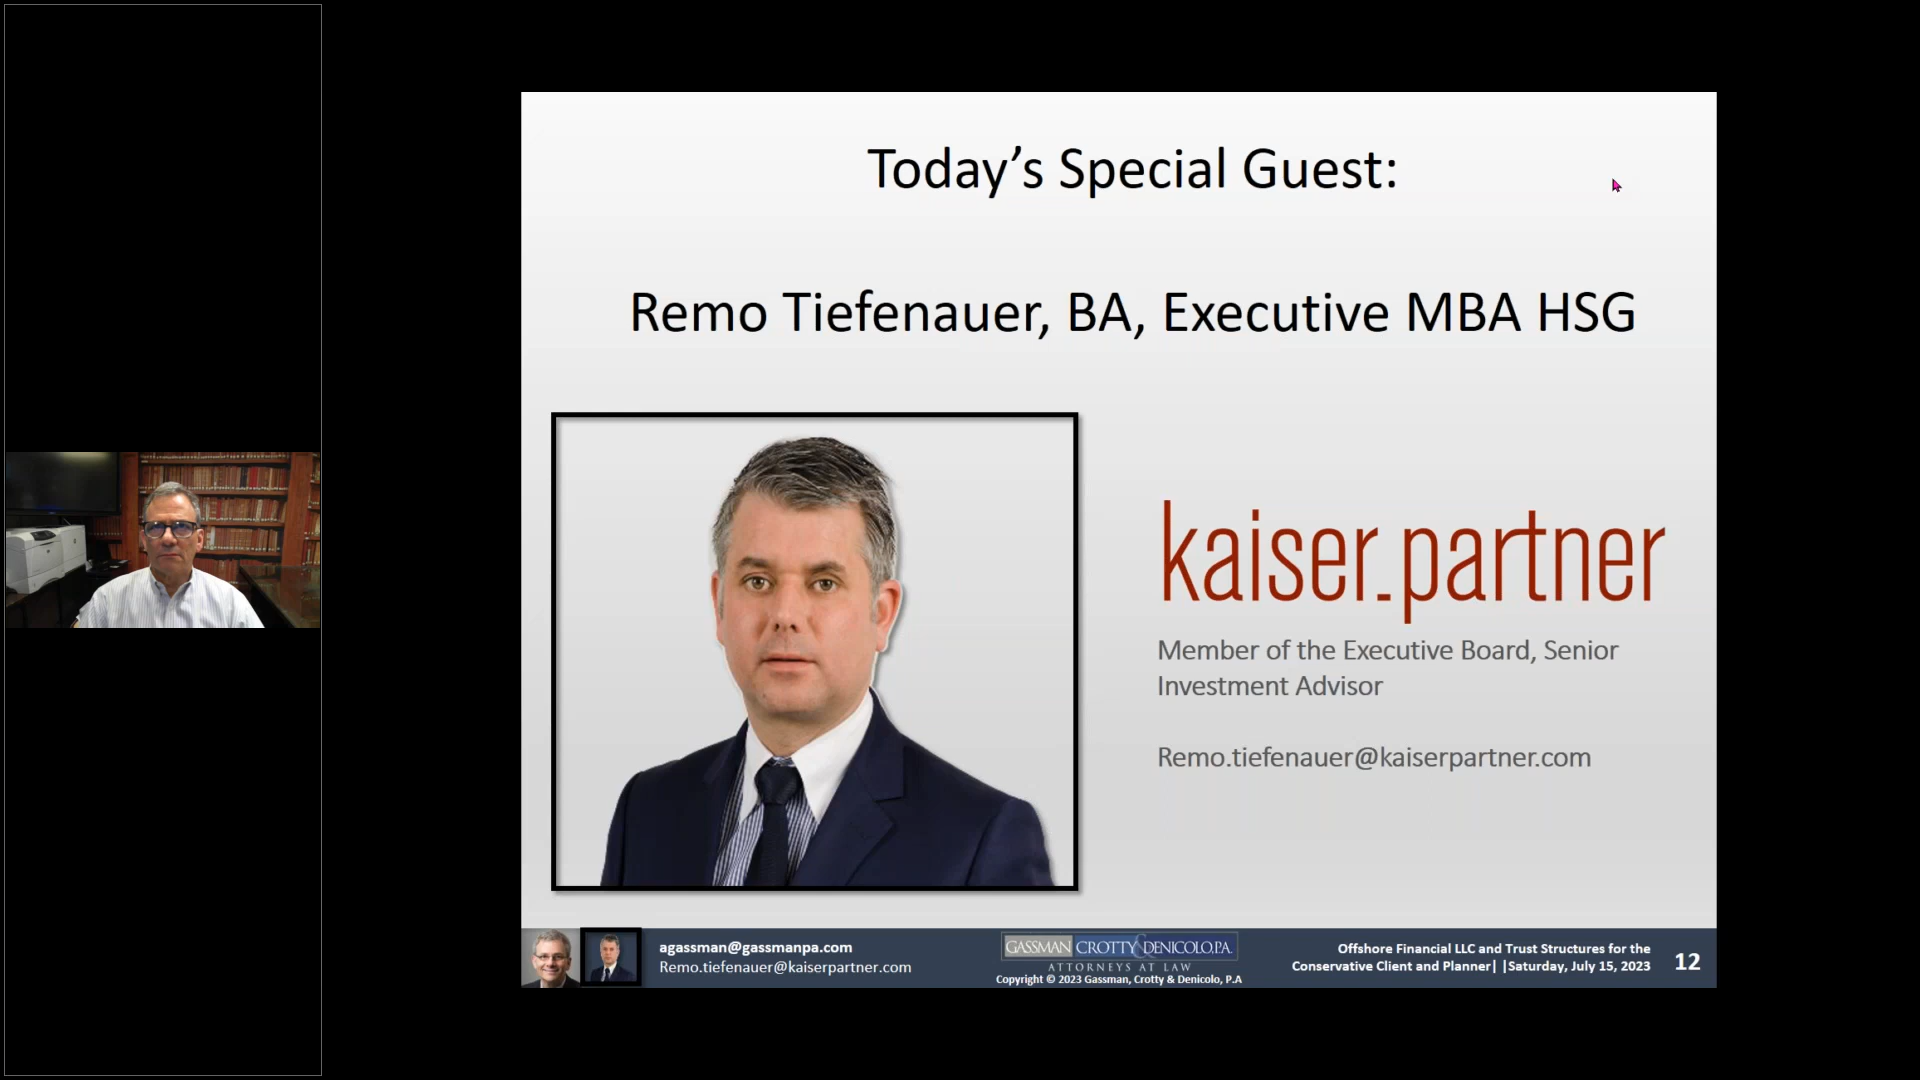 Today’s Special Guest:
Remo Tiefenauer, BA, Executive MBA HSG
kaiser.partner
Member of the Executive Board, Senior
Investment Advisor
Remo.tiefenauer@kaiserpartner.com
agassman@gassmanpa.com
Remo.tiefenauer@kaiserpartner.com
GASSMAN CROTTY & DENICOLO, P.A.
ATTORNEYS AT LAW
Copyright © 2023 Gassman, Crotty & Denicolo, P.A
Offshore Financial LLC and Trust Structures for the
Conservative Client and Planner| |Saturday, July 15, 2023
12